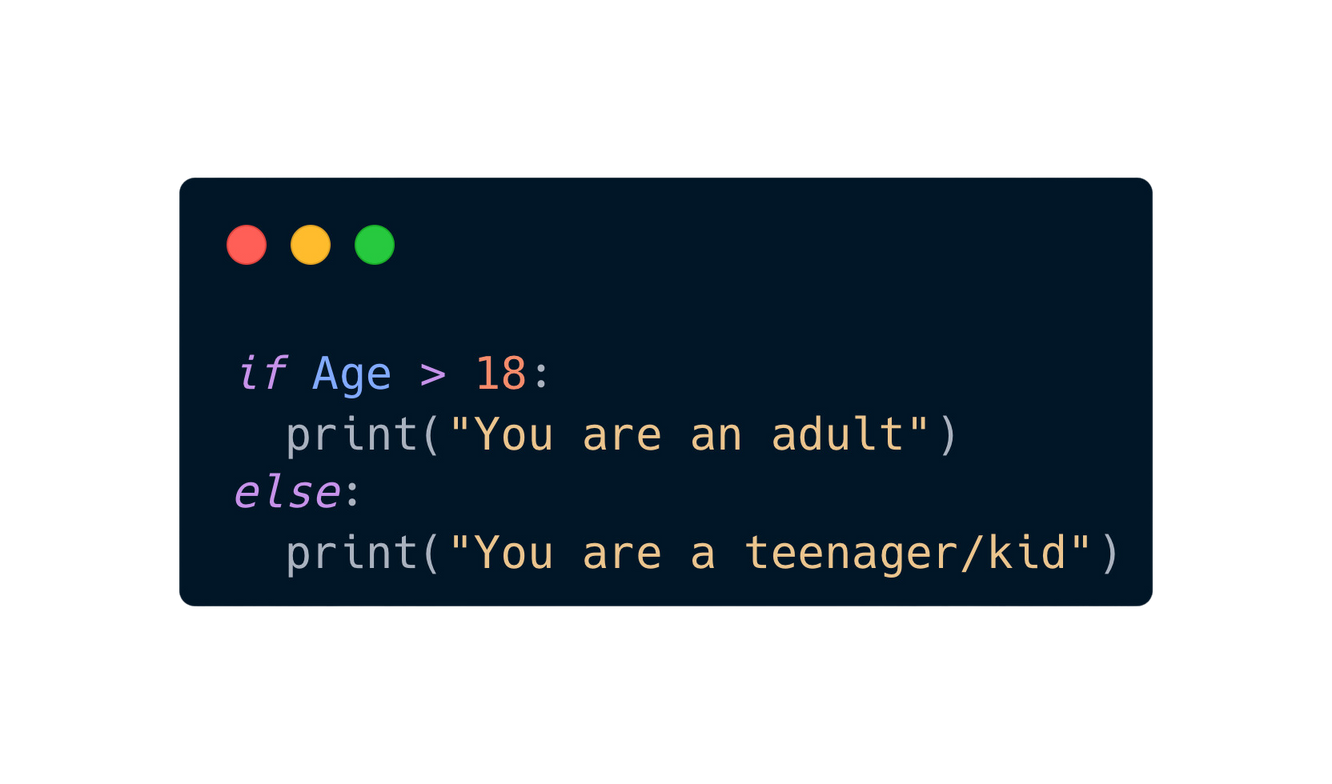 if Age > 18:
  print("You are an adult")
else:
  print("You are a teenager/kid")